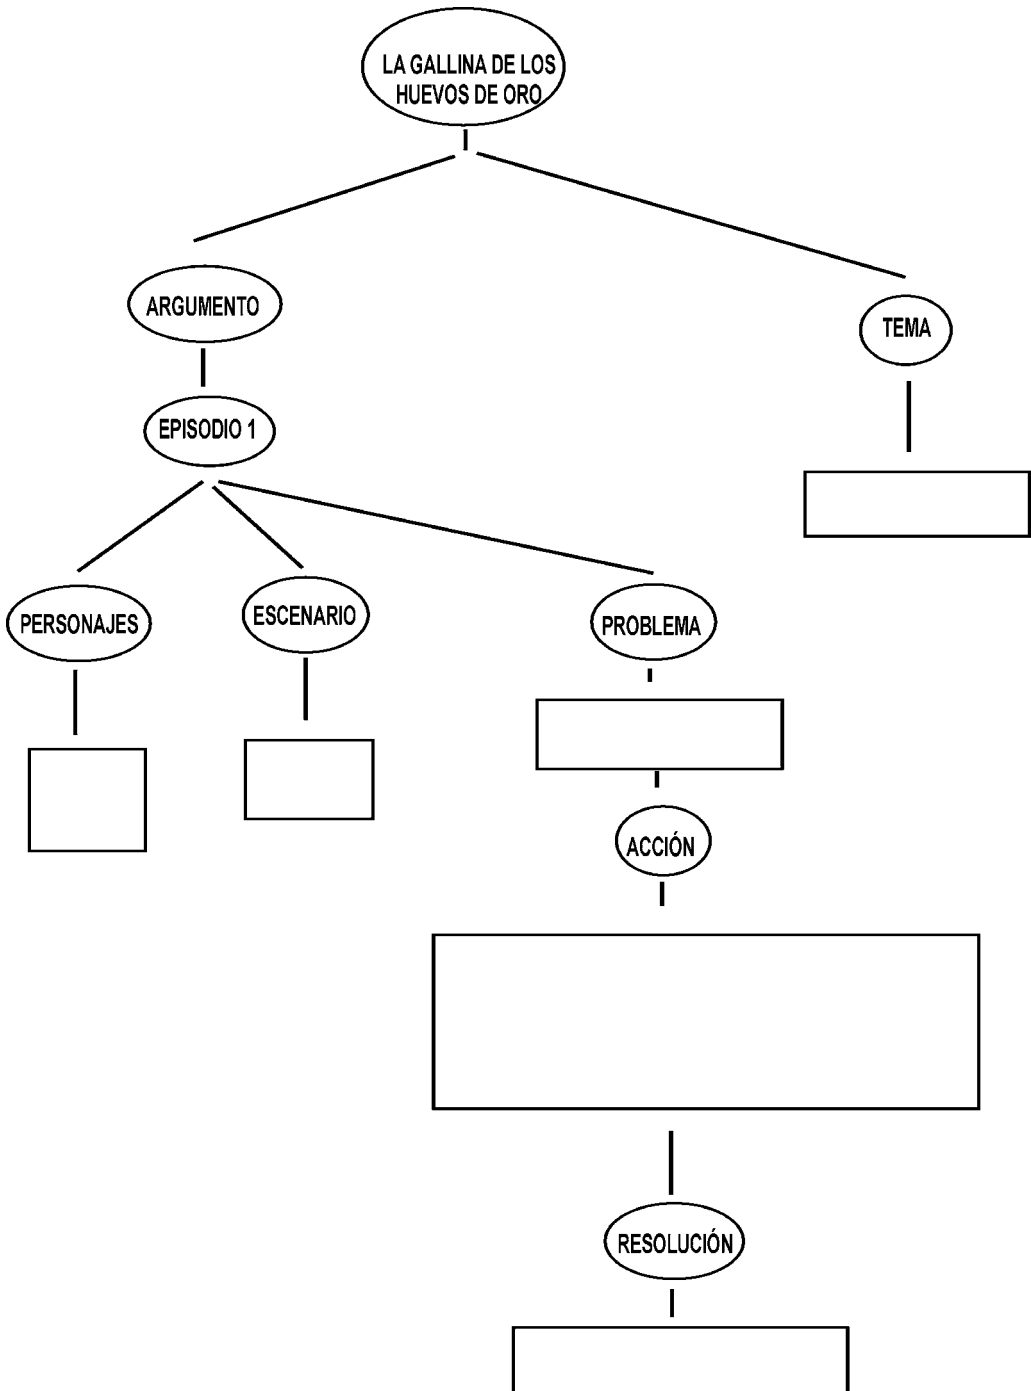 LA GALLINA DE LOS
HUEVOS DE ORO
ARGUMENTO
TEMA
EPISODIO 1
PERSONAJES
ESCENARIO
PROBLEMA
ACCIÓN
RESOLUCIÓN